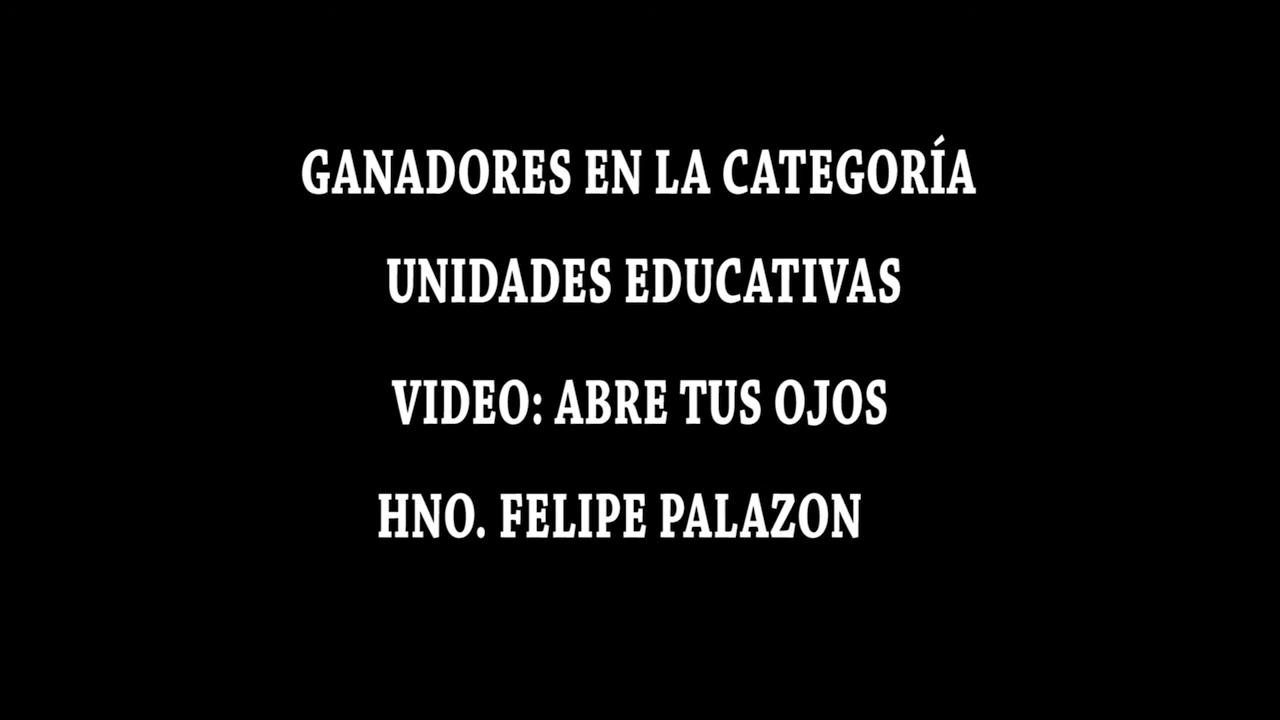 GANADORES EN LA CATEGORÍA
UNIDADES EDUCATIVAS
VIDEO: ABRE TUS OJOS
HNO. FELIPE PALAZON